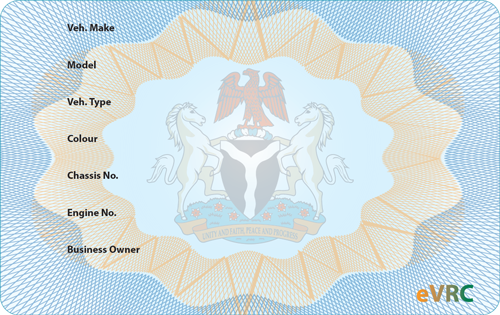 Veh. Make
Model
Veh. Type
Colour
Chassis No.
Engine No.
UNITY AND FAITH, PEACE AND PROGRESS
Business Owner
eVRC